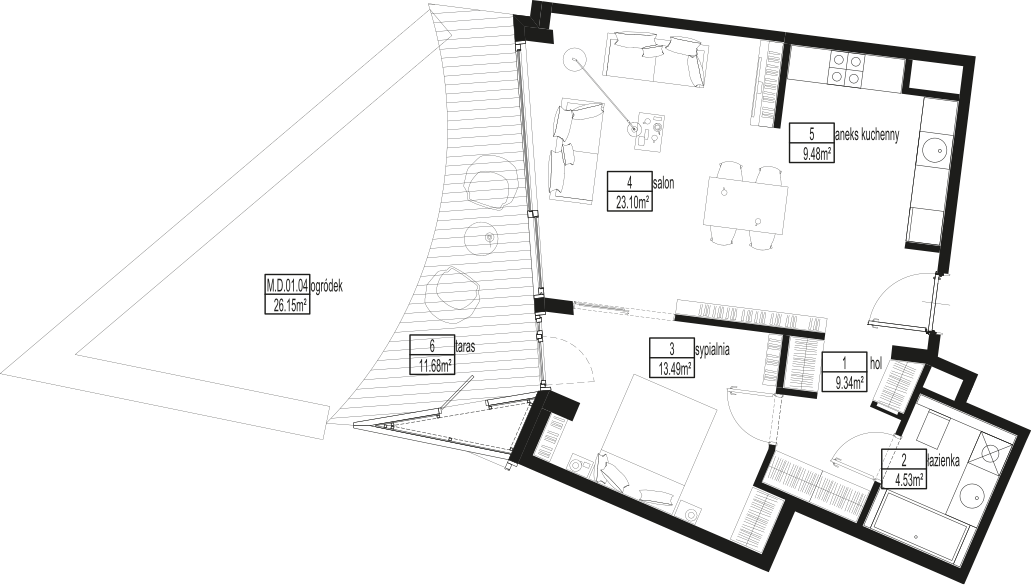 5 aneks kuchenny
9.48m²
4 salon
23.10m²
M.D.01.04 ogródek
26.15m²
6 taras
11.68m²
3 sypialnia
13.49m²
1 hol
9.34m²
2 łazienka
4.53m²